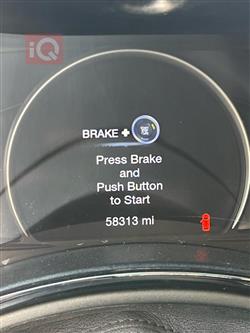 iQ
BRAKE +
Press Brake
and
Push Button
to Start
58313 mi